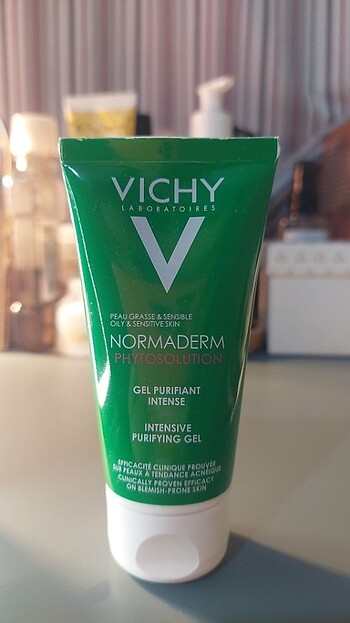 VICHY
LABORATOIRES
V
PEAU GRASSE & SENSIBLE
OILY & SENSITIVE SKIN
NORMADERM
PHYTOSOLUTION
GEL PURIFIANT
INTENSE
INTENSIVE
PURIFYING GEL
EFFICACITÉ CLINIQUE PROUVÉE
SUR PEAUX À TENDANCE ACNÉIQUE
CLINICALLY PROVEN EFFICACY
ON BLEMISH-PRONE SKIN